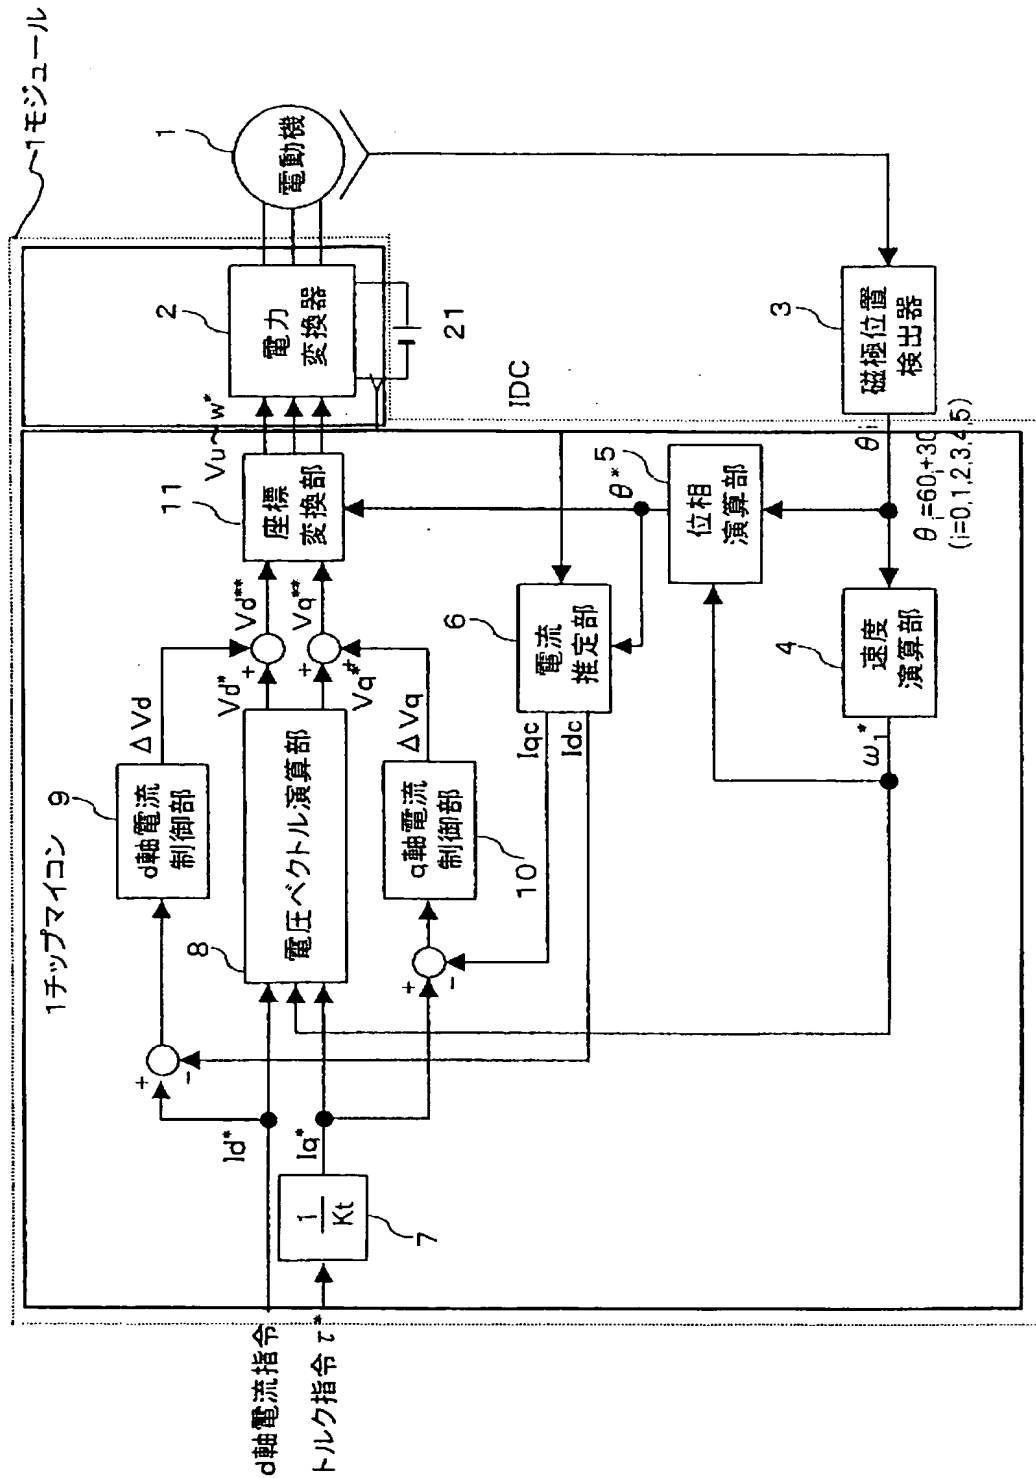 1モジュール
1チップマイコン
d軸電流指令
トルク指令 τ*
Id*
Iq*
1
Kt
7
+
-
+
-
9
d軸電流
制御部
ΔVd
8
電圧ベクトル演算部
10
q軸電流
制御部
ΔVq
Vd*
Vq*
+
+
+
Vd**
Vq**
11
座標
変換部
Vu～w*
2
電力
変換器
21
1
電動機
IDC
6
電流
推定部
Iqc
Idc
θ*
5
位相
演算部
4
速度
演算部
ω1*
3
磁極位置
検出器
θi
θi=60i+30
(i=0,1,2,3,4,5)